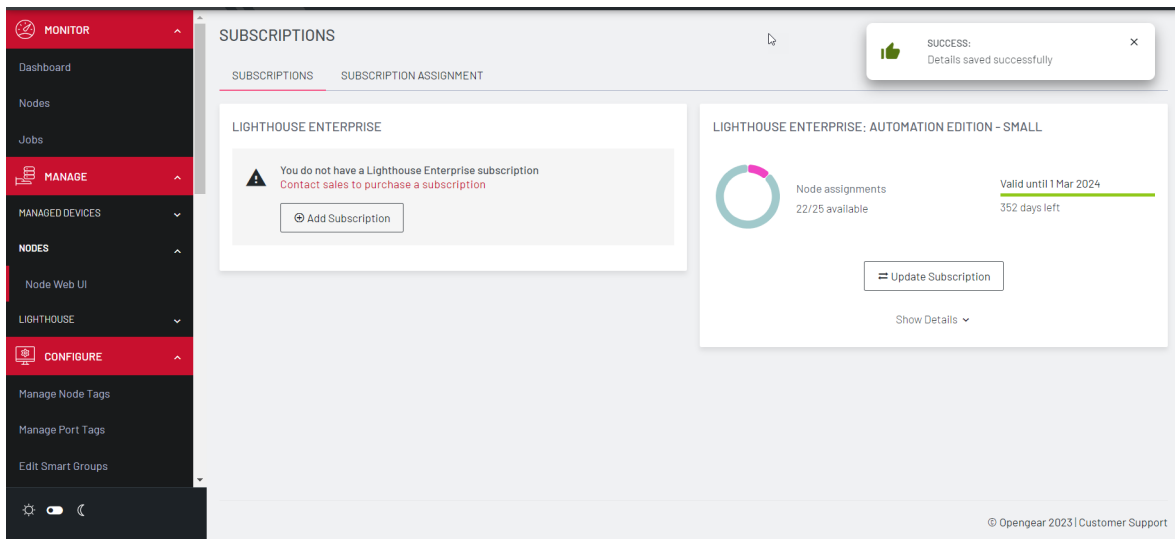 MONITOR
Dashboard
Nodes
Jobs
MANAGE
MANAGED DEVICES
NODES
Node Web UI
LIGHTHOUSE
CONFIGURE
Manage Node Tags
Manage Port Tags
Edit Smart Groups
SUBSCRIPTIONS
SUBSCRIPTIONS SUBSCRIPTION ASSIGNMENT
SUCCESS:
Details saved successfully
LIGHTHOUSE ENTERPRISE
You do not have a Lighthouse Enterprise subscription
Contact sales to purchase a subscription
Add Subscription
LIGHTHOUSE ENTERPRISE: AUTOMATION EDITION - SMALL
Node assignments
22/25 available
Valid until 1 Mar 2024
352 days left
Update Subscription
Show Details
© Opengear 2023 | Customer Support